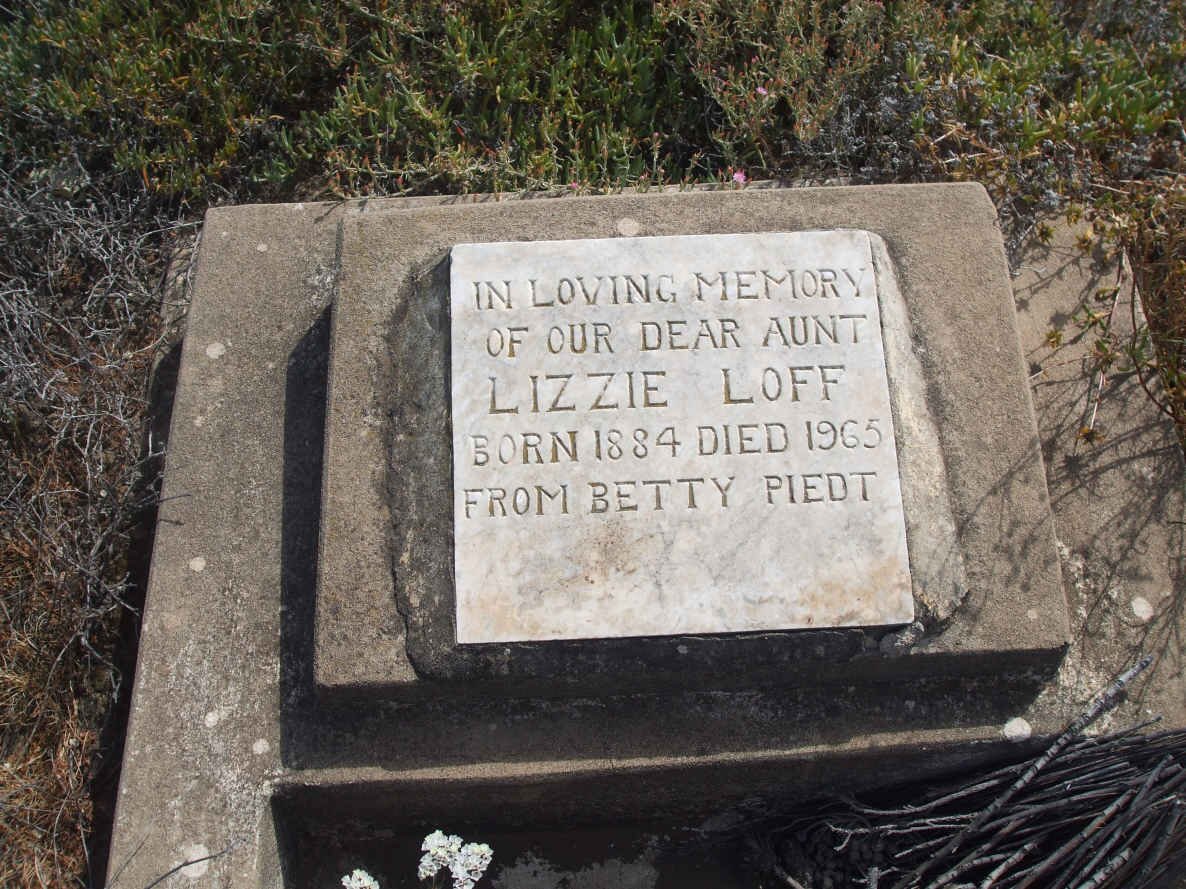 IN LOVING MEMORY
OF OUR DEAR AUNT
LIZZIE LOFF
BORN 1884 DIED 1965
FROM BETTY PIEDT